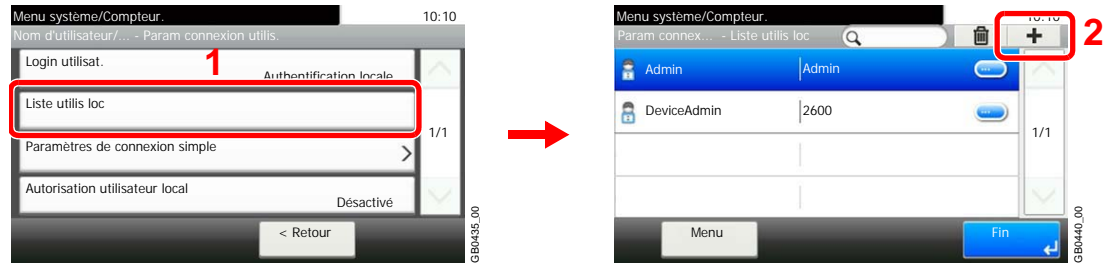 Menu système/Compteur.
10:10
Nom d'utilisateur/... - Param connexion utilis.
1
Login utilisat.
Authentification locale
Liste utilis loc
1/1
Paramètres de connexion simple
Autorisation utilisateur local
Désactivé
< Retour
GB0435_00
Menu système/Compteur.
10:10
2
Param connex... - Liste utilis loc
Admin
Admin
DeviceAdmin
2600
1/1
Menu
Fin
GB0440_00